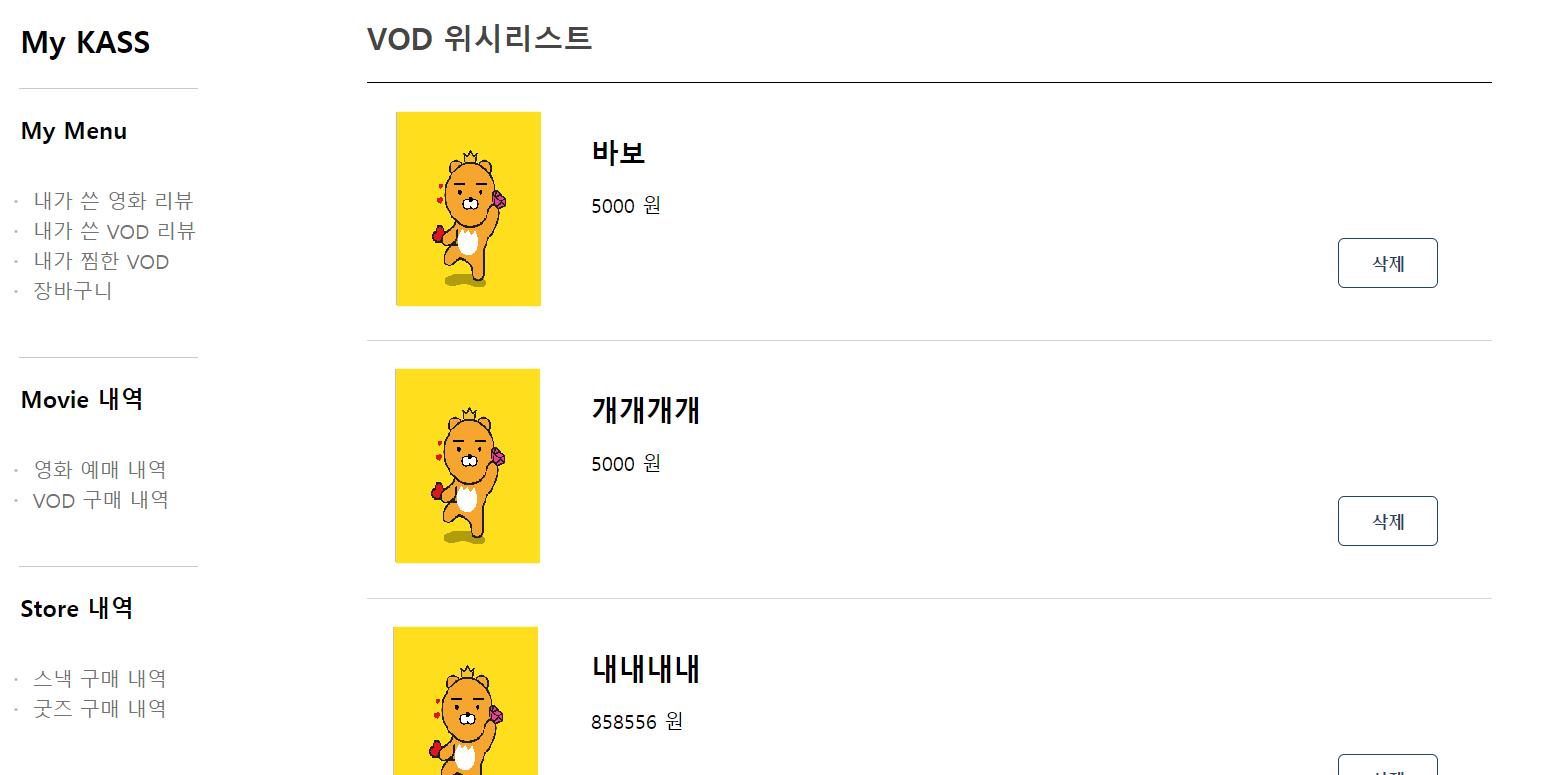 My KASS
My Menu
· 내가 쓴 영화 리뷰
· 내가 쓴 VOD 리뷰
· 내가 찜한 VOD
· 장바구니
Movie 내역
· 영화 예매 내역
· VOD 구매 내역
Store 내역
· 스낵 구매 내역
· 굿즈 구매 내역
VOD 위시리스트
바보
5000 원
삭제
개개개개
5000 원
삭제
내내내내
858556 원